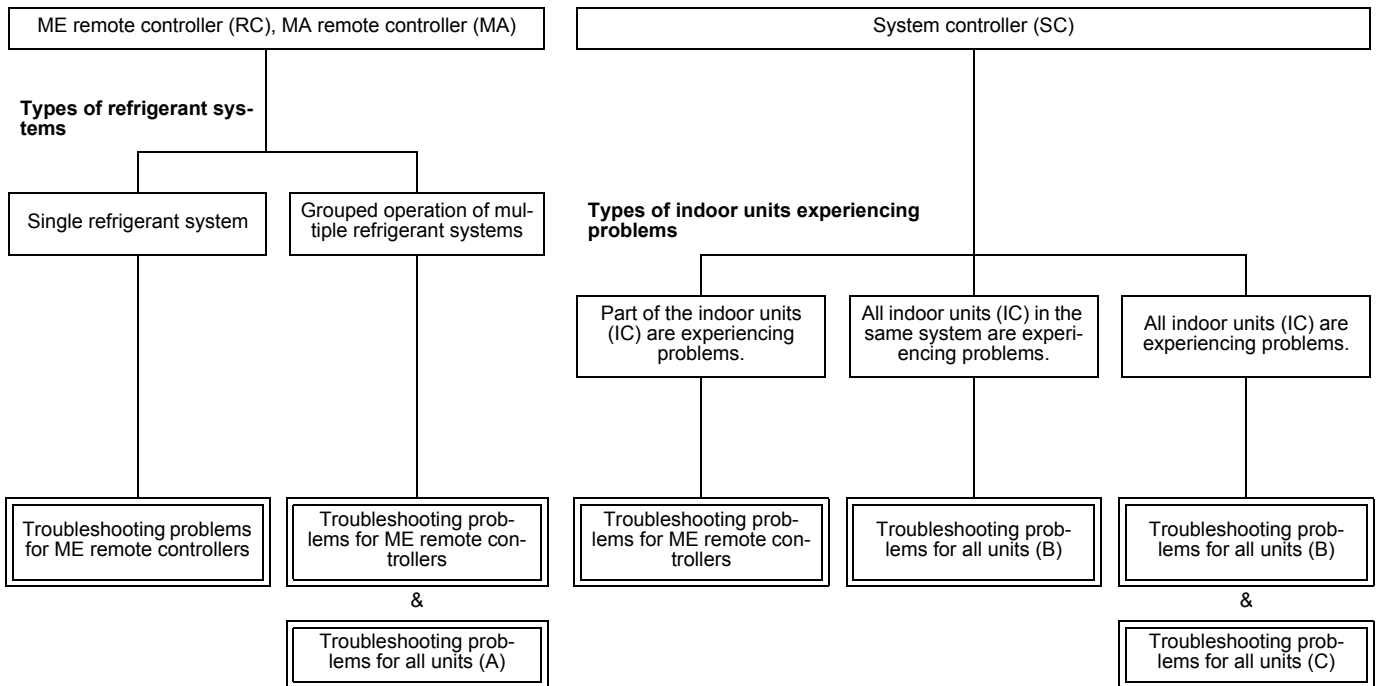 ME remote controller (RC), MA remote controller (MA)
System controller (SC)
Types of refrigerant sys-
tems
Single refrigerant system
Grouped operation of mul-
tiple refrigerant systems
Types of indoor units experiencing
problems
Part of the indoor units
(IC) are experiencing
problems.
All indoor units (IC) in the
same system are experi-
encing problems.
All indoor units (IC) are
experiencing problems.
Troubleshooting problems
for ME remote controllers
Troubleshooting prob-
lems for ME remote con-
trollers
&
Troubleshooting prob-
lems for all units (A)
Troubleshooting prob-
lems for ME remote con-
trollers
Troubleshooting prob-
lems for all units (B)
Troubleshooting prob-
lems for all units (B)
&
Troubleshooting prob-
lems for all units (C)